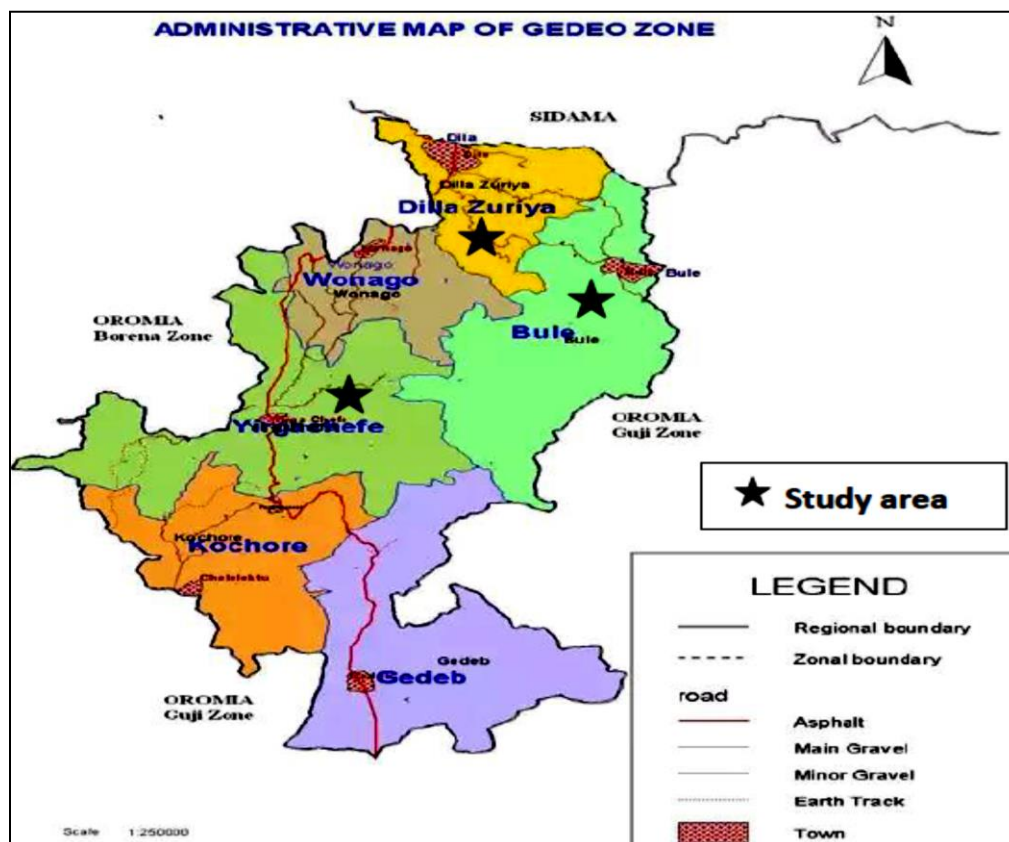 ADMINISTRATIVE MAP OF GEDEO ZONE
N
SIDAMA
Dila
Dilla Zuriya
Dilla Zuriya
Wonago
Wonago
Wonago
Bule
Bule
Bule
OROMIA
Borena Zone
OROMIA
Guji Zone
Yirgachefe
Study area
Kochore
Kochore
Chelelektu
Gedeb
Gedeb
OROMIA
Guji Zone
LEGEND
Regional boundary
Zonal boundary
road
Asphalt
Main Gravel
Minor Gravel
Earth Track
Town
Scale 1:250000